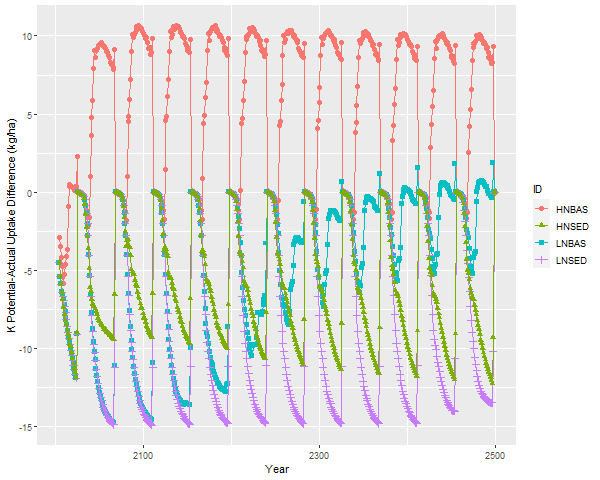 K Potential-Actual Uptake Difference (kg/ha)
10
5
0
-5
-10
-15
2100
2300
2500
Year
ID
HNBAS
HNSED
LNBAS
LNSED